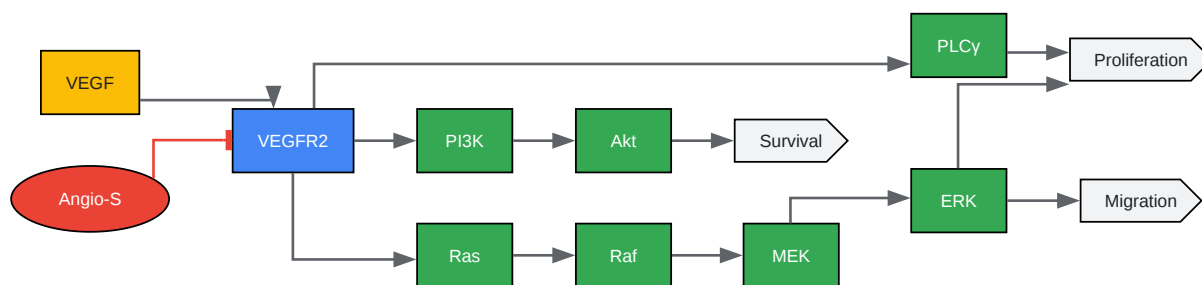 PLCγ
Proliferation
VEGF
VEGFR2
PI3K
Akt
Survival
Angio-S
ERK
Migration
Ras
Raf
MEK